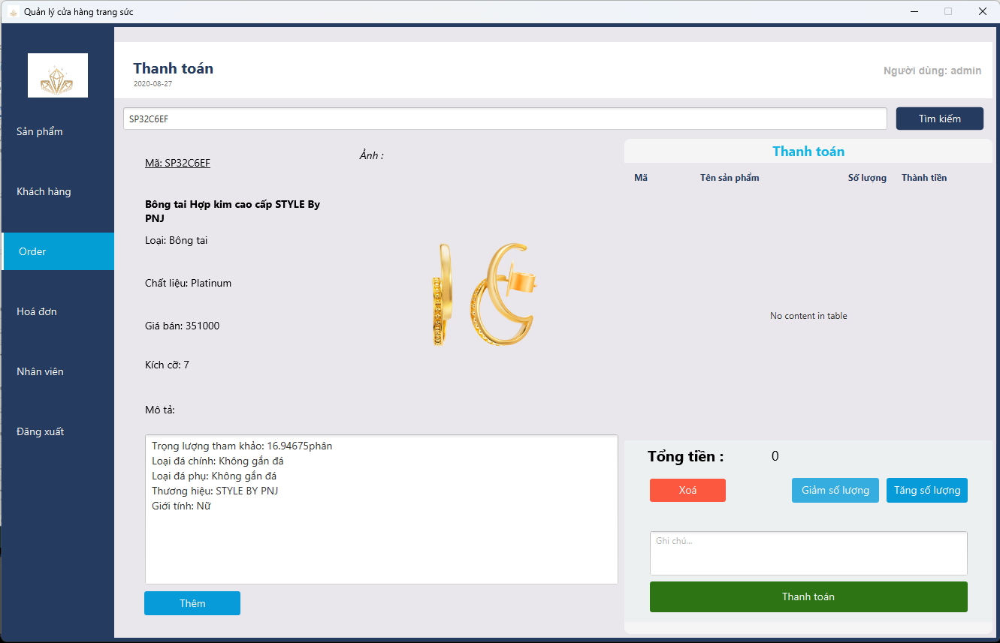 Quản lý cửa hàng trang sức
Thanh toán
2020-08-27
Người dùng: admin
SP32C6EF
Tìm kiếm
Sản phẩm
Khách hàng
Order
Hoá đơn
Nhân viên
Đăng xuất
Mã: SP32C6EF
Ảnh :
Bông tai Hợp kim cao cấp STYLE By
PNJ
Loại: Bông tai
Chất liệu: Platinum
Giá bán: 351000
Kích cỡ: 7
Mô tả:
Trọng lượng tham khảo: 16.94675phân
Loại đá chính: Không gắn đá
Loại đá phụ: Không gắn đá
Thương hiệu: STYLE BY PNJ
Giới tính: Nữ
Thêm
Thanh toán
Mã Tên sản phẩm Số lượng Thành tiền
No content in table
Tổng tiền : 0
Xoá Giảm số lượng Tăng số lượng
Ghi chú...
Thanh toán